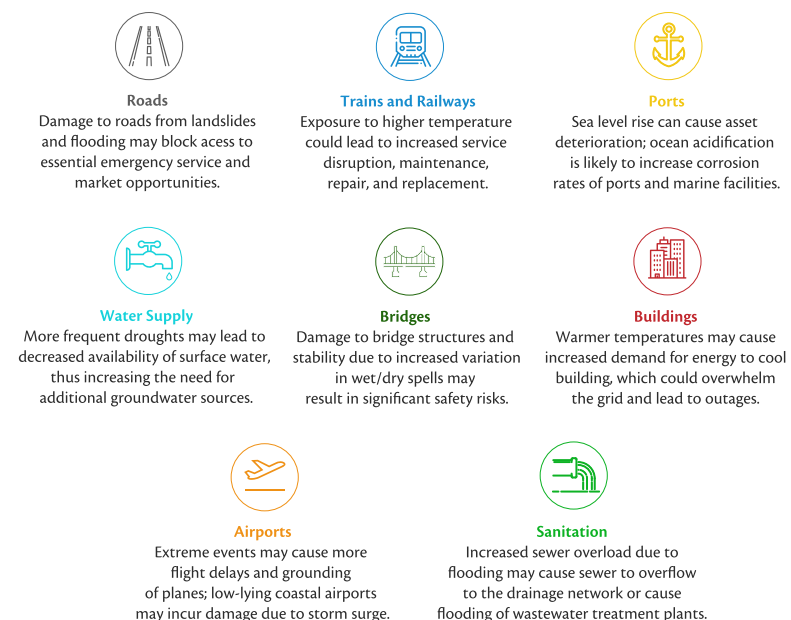 Roads
Damage to roads from landslides
and flooding may block acess to
essential emergency service and
market opportunities.
Trains and Railways
Exposure to higher temperature
could lead to increased service
disruption, maintenance,
repair, and replacement.
Ports
Sea level rise can cause asset
deterioration; ocean acidification
is likely to increase corrosion
rates of ports and marine facilities.
Water Supply
More frequent droughts may lead to
decreased availability of surface water,
thus increasing the need for
additional groundwater sources.
Bridges
Damage to bridge structures and
stability due to increased variation
in wet/dry spells may
result in significant safety risks.
Buildings
Warmer temperatures may cause
increased demand for energy to cool
building, which could overwhelm
the grid and lead to outages.
Airports
Extreme events may cause more
flight delays and grounding
of planes; low-lying coastal airports
may incur damage due to storm surge.
Sanitation
Increased sewer overload due to
flooding may cause sewer to overflow
to the drainage network or cause
flooding of wastewater treatment plants.